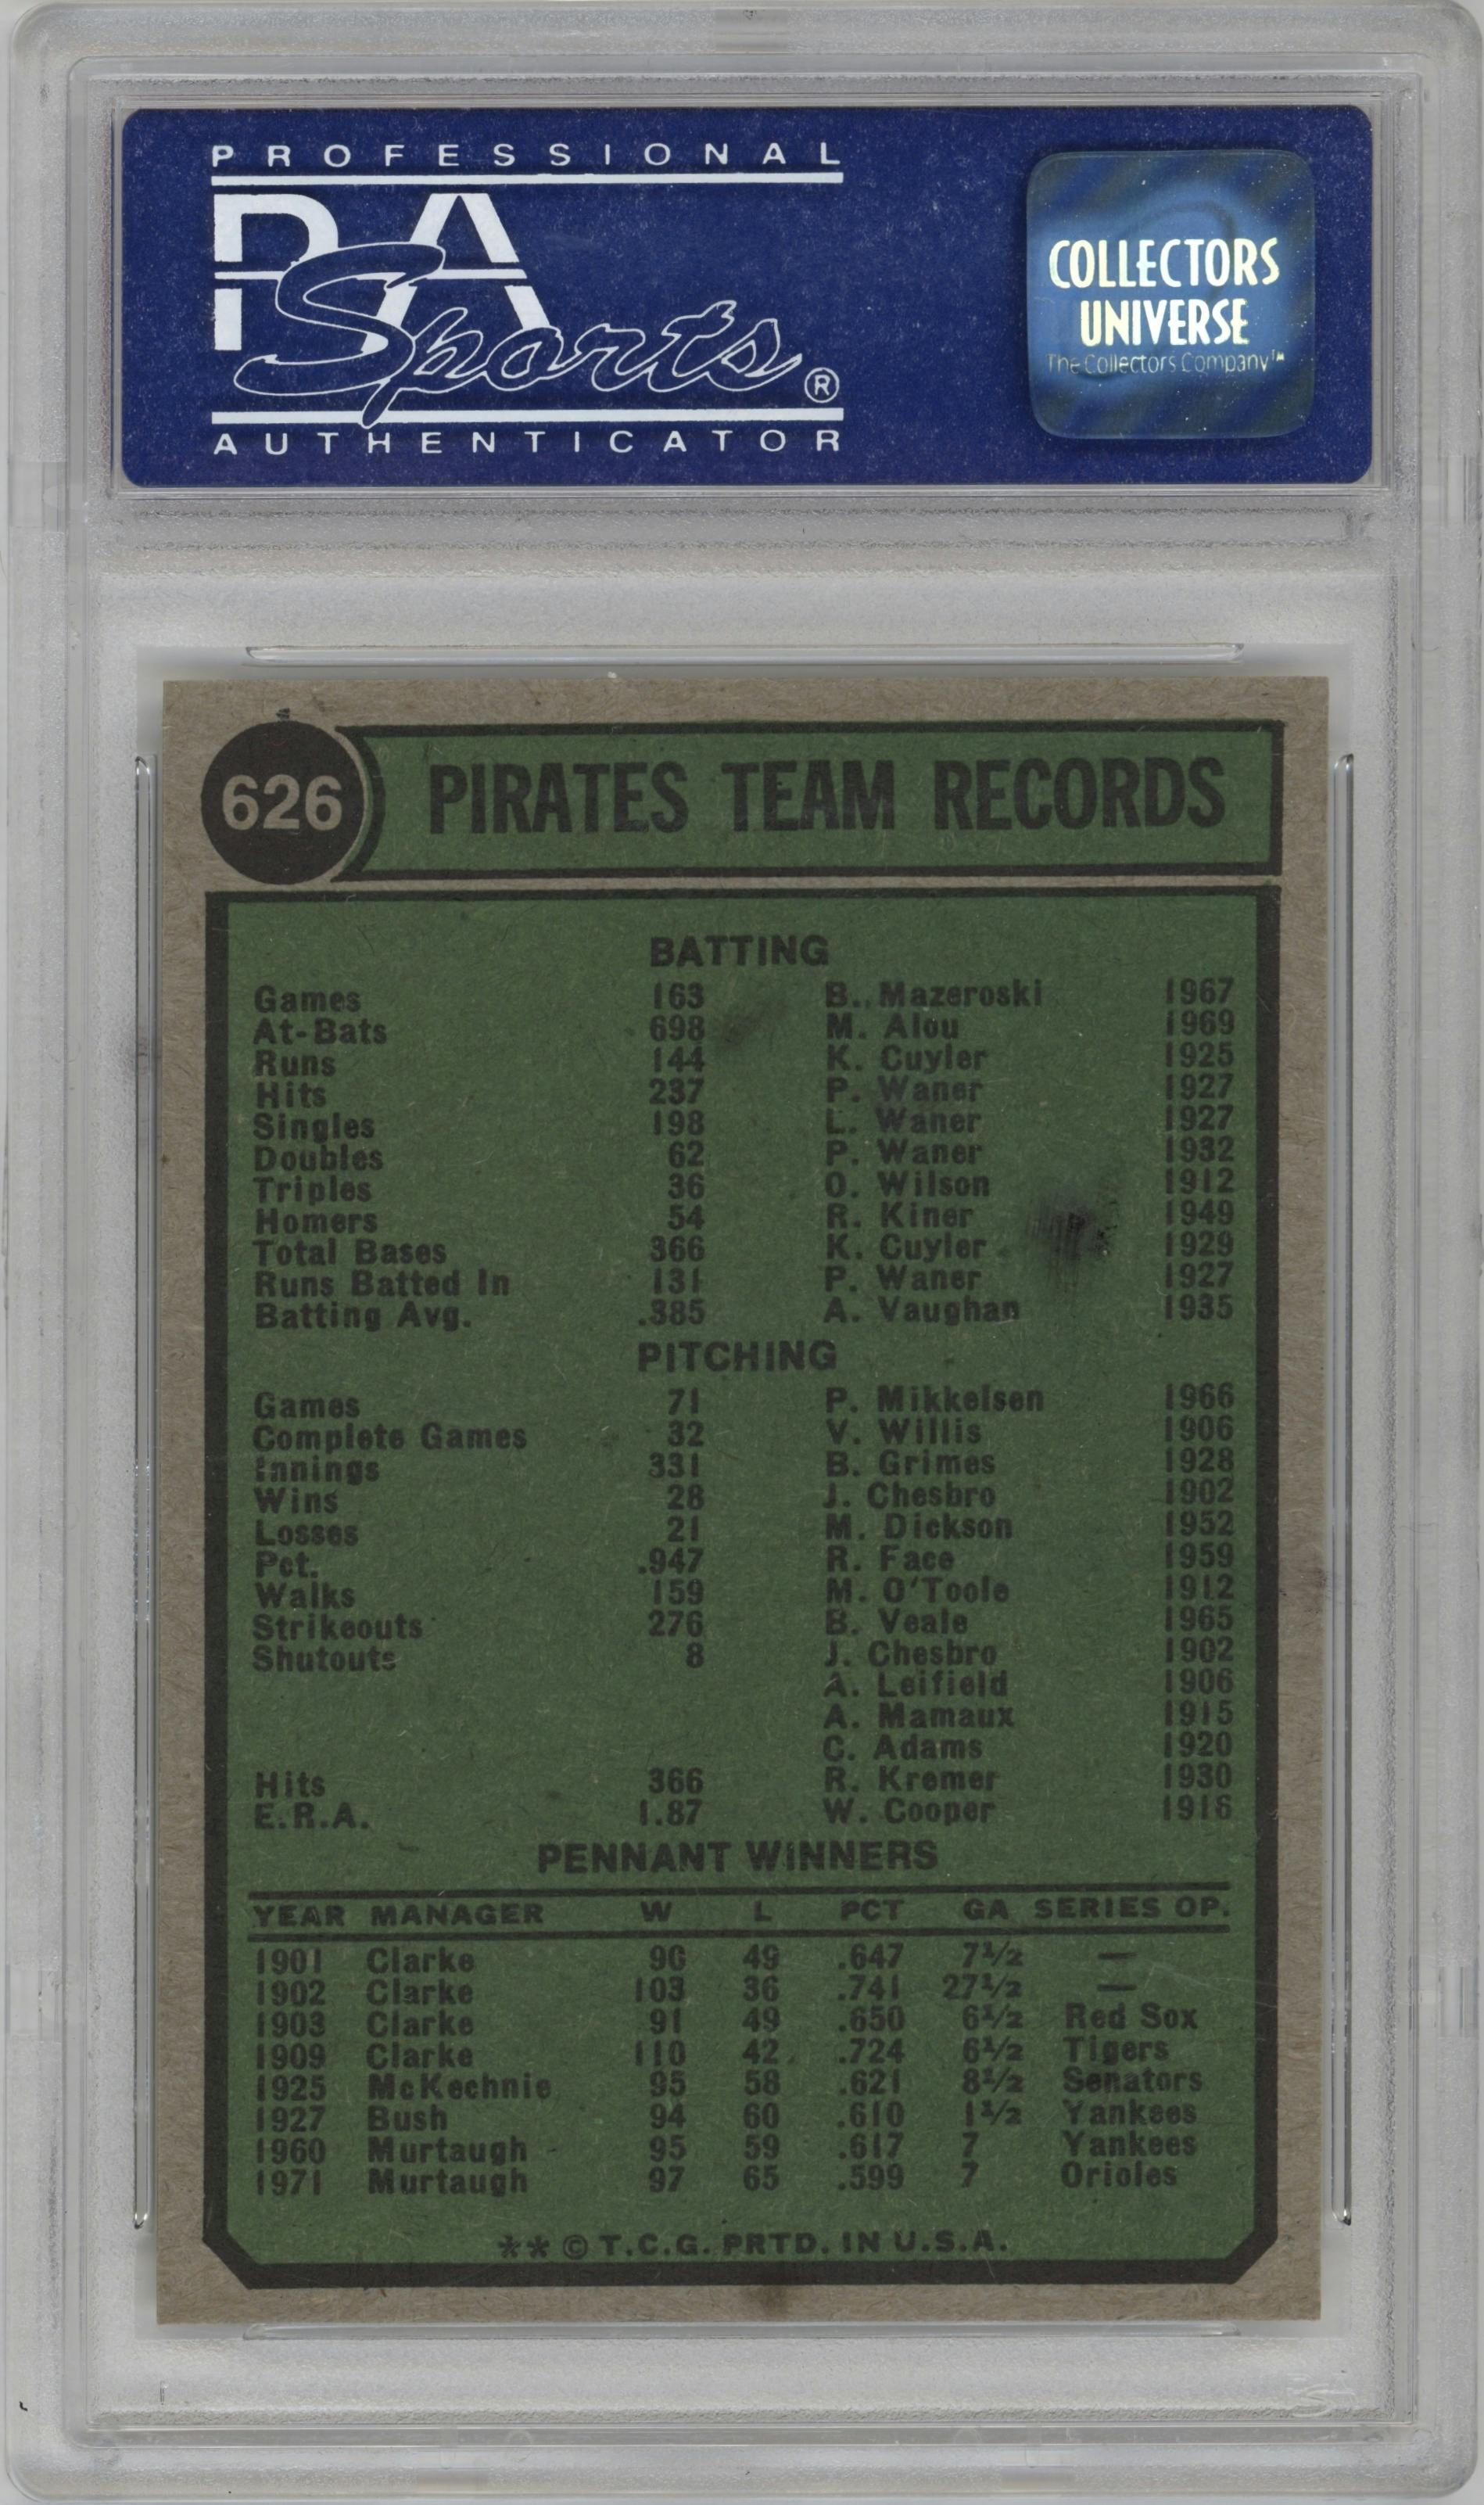 PROFESSIONAL
PSA
Sports®
AUTHENTICATOR
COLLECTORS
UNIVERSE
The Collectors Company™
626 PIRATES TEAM RECORDS
BATTING
Games 163 B. Mazeroski 1967
At-Bats 698 M. Alou 1969
Runs 144 K. Cuyler 1925
Hits 237 P. Waner 1927
Singles 198 L. Waner 1927
Doubles 62 P. Waner 1932
Triples 36 O. Wilson 1912
Homers 54 R. Kiner 1949
Total Bases 366 K. Cuyler 1929
Runs Batted In 131 P. Waner 1927
Batting Avg. .385 A. Vaughan 1935
PITCHING
Games 71 P. Mikkelsen 1966
Complete Games 32 V. Willis 1906
Innings 331 B. Grimes 1928
Wins 28 J. Chesbro 1902
Losses 21 M. Dickson 1952
Pct. .947 R. Face 1959
Walks 159 M. O'Toole 1912
Strikeouts 276 B. Veale 1965
Shutouts 8 J. Chesbro 1902
A. Leifield 1906
A. Mamaux 1915
C. Adams 1920
Hits 366 R. Kremer 1930
E.R.A. 1.87 W. Cooper 1916
PENNANT WINNERS
YEAR MANAGER W L PCT GA SERIES OP.
1901 Clarke 90 49 .647 7½ —
1902 Clarke 103 36 .741 27½ —
1903 Clarke 91 49 .650 6½ Red Sox
1909 Clarke 110 42 .724 6½ Tigers
1925 McKechnie 95 58 .621 8½ Senators
1927 Bush 94 60 .610 1½ Yankees
1960 Murtaugh 95 59 .617 7 Yankees
1971 Murtaugh 97 65 .599 7 Orioles
** © T.C.G. PRTD. IN U.S.A.